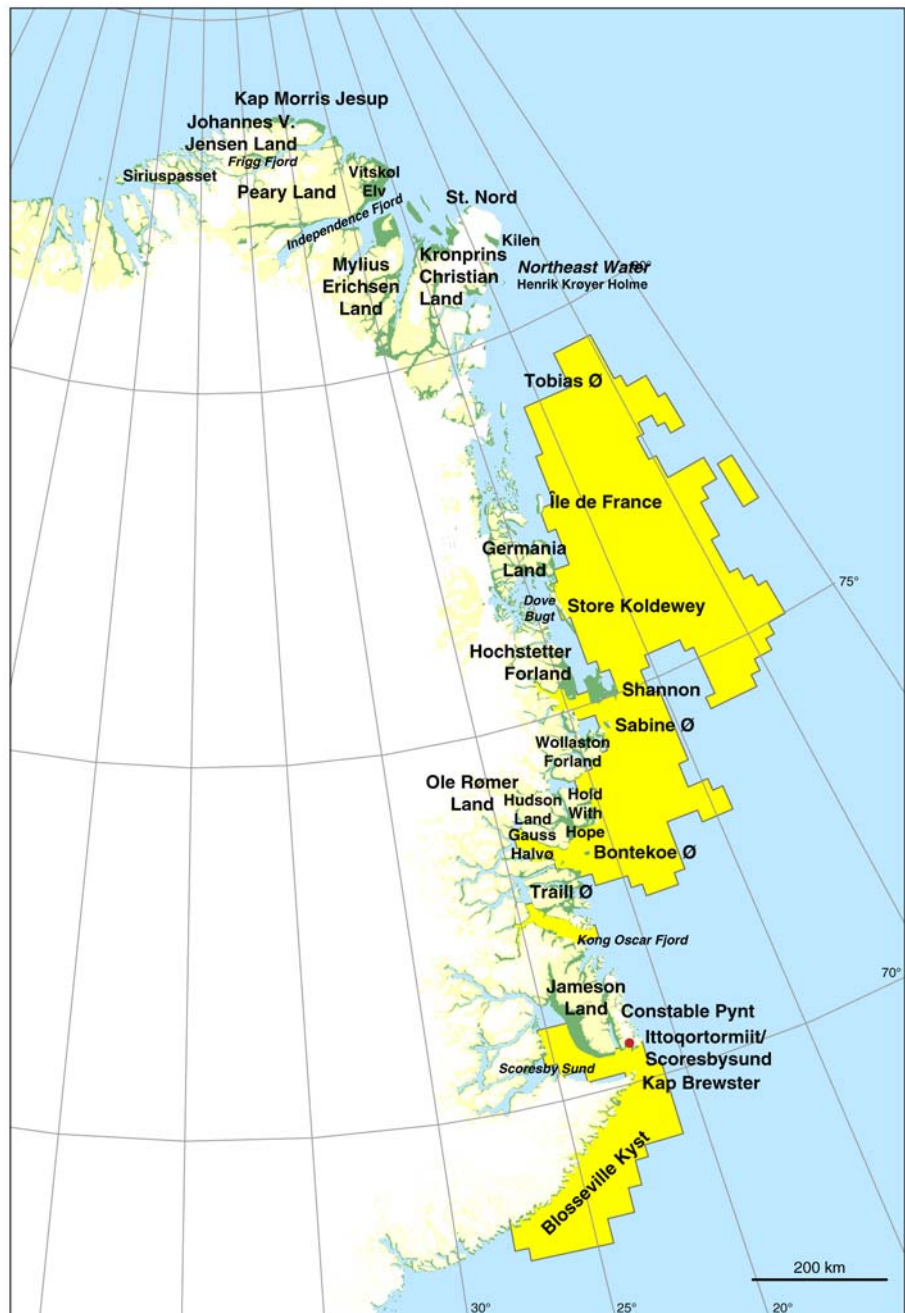 Kap Morris Jesup
Johannes V.
Jensen Land
Frigg Fjord
Siriuspasset
Vitskøl
Elv
Peary Land
St. Nord
Independence Fjord
Kilen
Kronprins
Christian
Land
Mylius
Erichsen
Land
Northeast Water
80°
Henrik Krøyer Holme
Tobias Ø
Île de France
Germania
Land
75°
Dove
Bugt
Store Koldewey
Hochstetter
Forland
Shannon
Sabine Ø
Wollaston
Forland
Ole Rømer
Land
Hudson
Land
Hold
With
Hope
Gauss
Halvø
Bontekoe Ø
Traill Ø
Kong Oscar Fjord
70°
Jameson
Land
Constable Pynt
Ittoqortormiit/
Scoresbysund
Scoresby Sund
Kap Brewster
Blosseville Kyst
200 km
30°
25°
20°